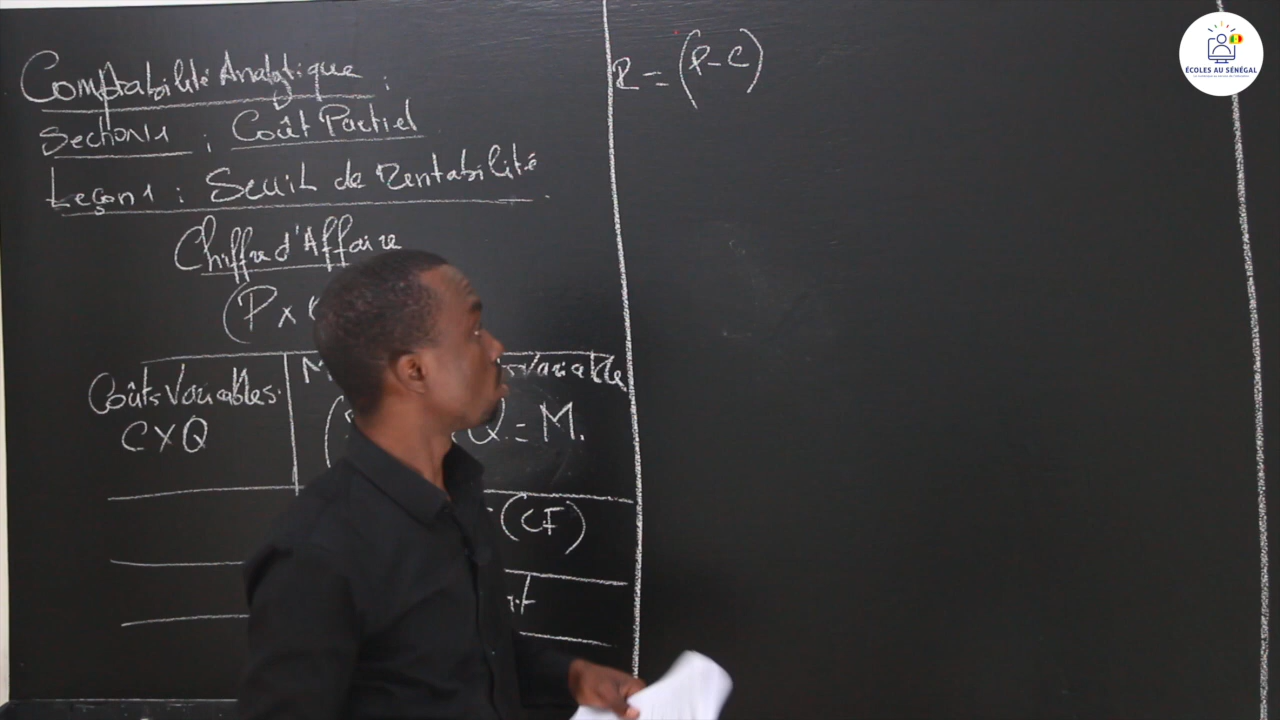 Comptabilité Analytique :
Section 1 : Coût Partiel
Leçon 1 : Seuil de Rentabilité
Chiffre d'Affaire
(P x
Coûts Variables.
C x Q
Variable
Q = M.
(CF)
R = (P - C)
ÉCOLES AU SÉNÉGAL